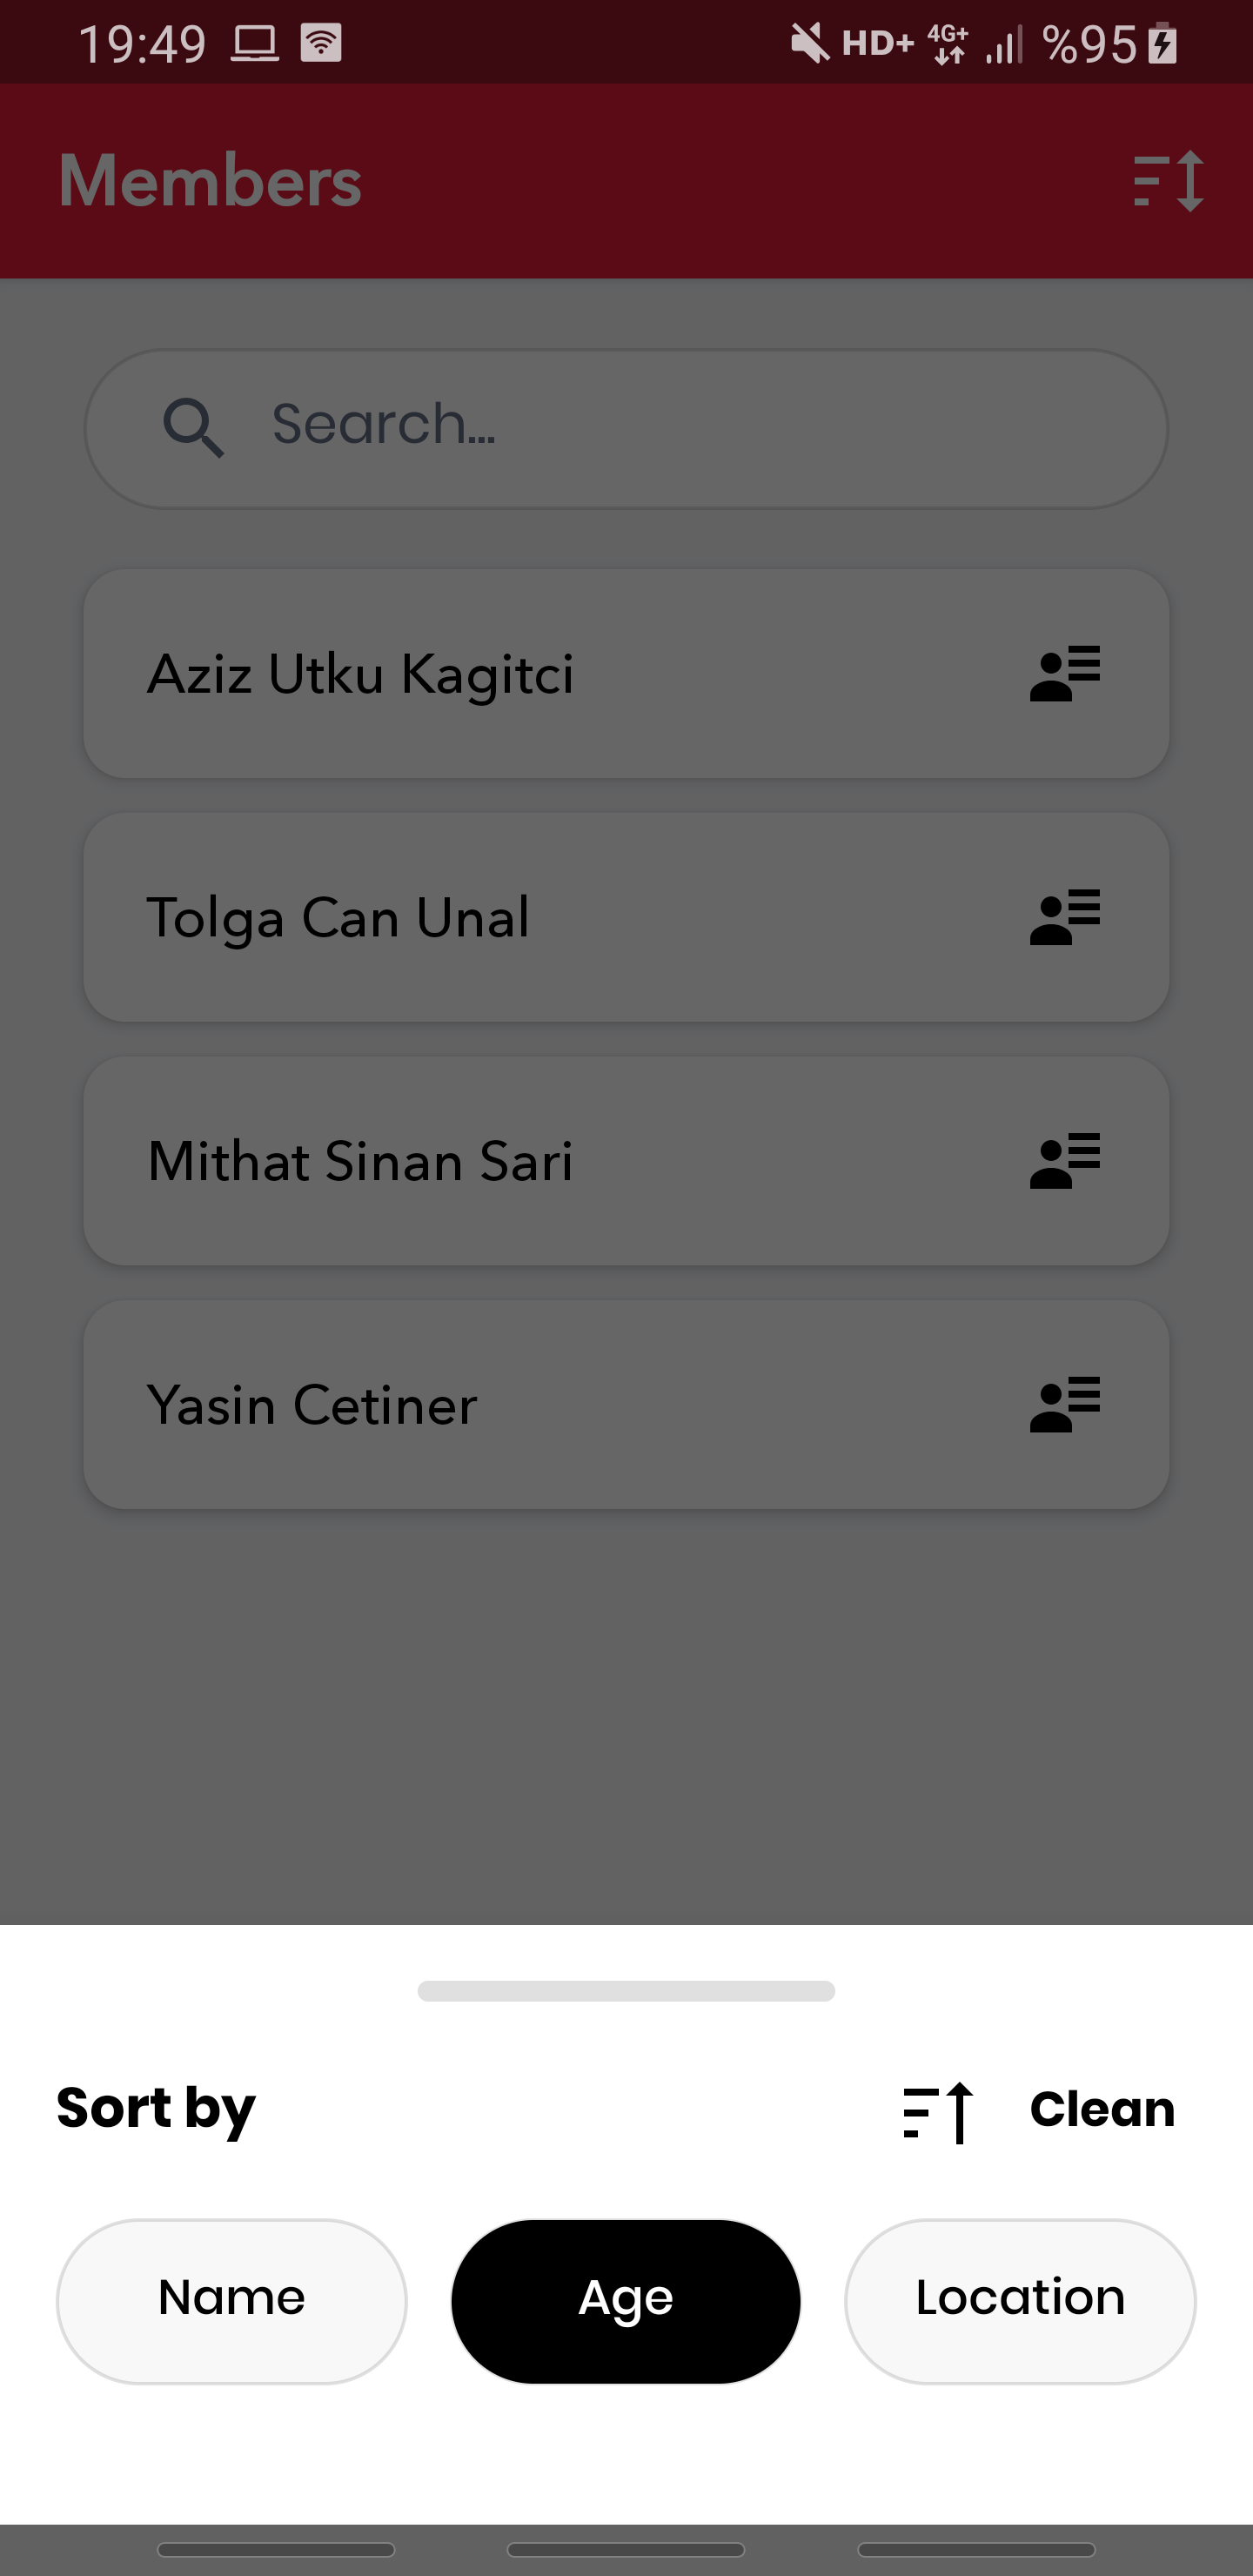 19:49 HD+ 4G+ %95
Members
Search...
Aziz Utku Kagitci
Tolga Can Unal
Mithat Sinan Sari
Yasin Cetiner
Sort by Clean
Name Age Location